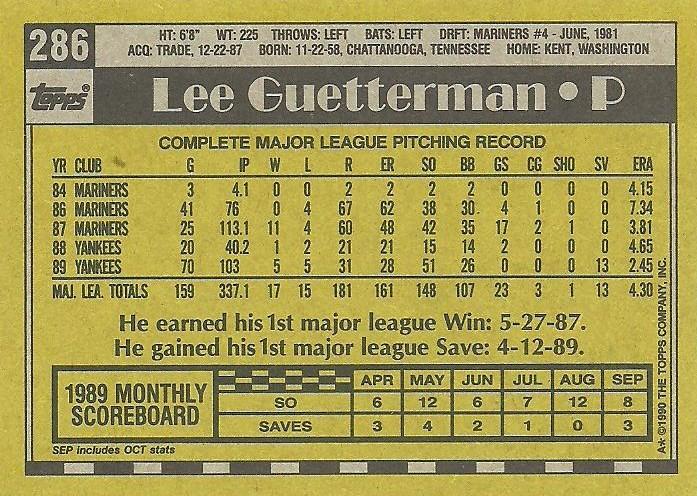 286
HT: 6'8" WT: 225 THROWS: LEFT BATS: LEFT DRFT: MARINERS #4 - JUNE, 1981
ACQ: TRADE, 12-22-87 BORN: 11-22-58, CHATTANOOGA, TENNESSEE HOME: KENT, WASHINGTON
topps®
Lee Guetterman • P
COMPLETE MAJOR LEAGUE PITCHING RECORD
YR CLUB G IP W L R ER SO BB GS CG SHO SV ERA
84 MARINERS 3 4.1 0 0 2 2 2 2 0 0 0 0 4.15
86 MARINERS 41 76 0 4 67 62 38 30 4 1 0 0 7.34
87 MARINERS 25 113.1 11 4 60 48 42 35 17 2 1 0 3.81
88 YANKEES 20 40.2 1 2 21 21 15 14 2 0 0 0 4.65
89 YANKEES 70 103 5 5 31 28 51 26 0 0 0 13 2.45
MAJ. LEA. TOTALS 159 337.1 17 15 181 161 148 107 23 3 1 13 4.30
He earned his 1st major league Win: 5-27-87.
He gained his 1st major league Save: 4-12-89.
1989 MONTHLY
SCOREBOARD
APR MAY JUN JUL AUG SEP
SO 6 12 6 7 12 8
SAVES 3 4 2 1 0 3
SEP includes OCT stats
A* ©1990 THE TOPPS COMPANY, INC.